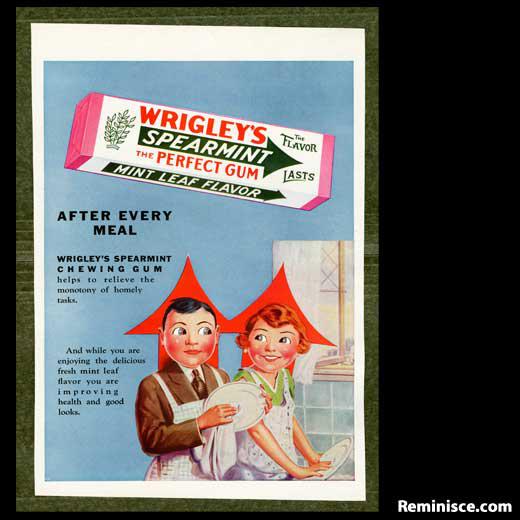 WRIGLEY'S
SPEARMINT
THE PERFECT GUM
MINT LEAF FLAVOR
THE
FLAVOR
LASTS
AFTER EVERY
MEAL
WRIGLEY'S SPEARMINT
CHEWING GUM
helps to relieve the
monotony of homely
tasks.
And while you are
enjoying the delicious
fresh mint leaf
flavor you are
improving
health and good
looks.
Reminisce.com